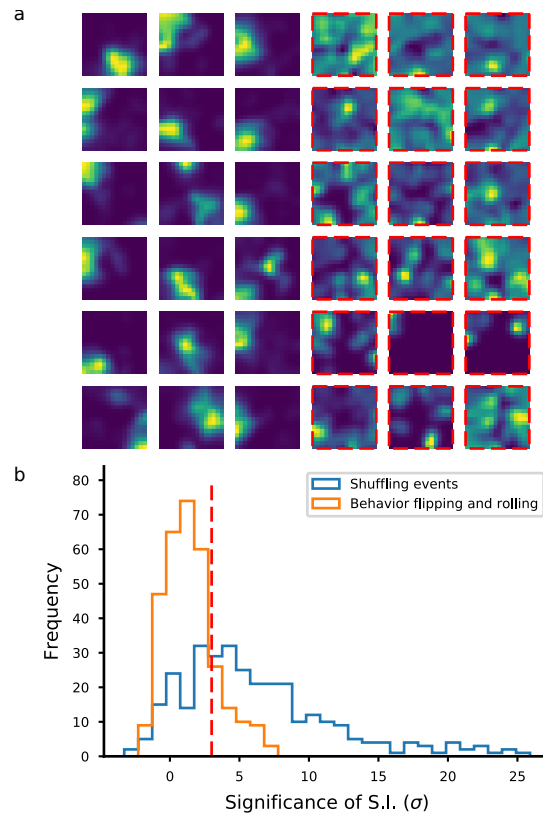 a
b
80
70
60
50
40
30
20
10
0
Frequency
Shuffling events
Behavior flipping and rolling
0 5 10 15 20 25
Significance of S.I. (σ)